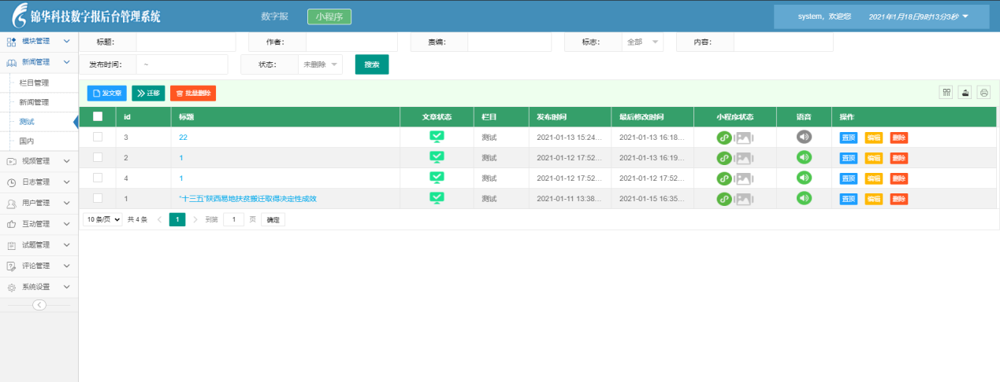 锦华科技数字报后台管理系统 数字报 小程序 system，欢迎您 2021年1月18日9时13分3秒
模块管理
新闻管理
栏目管理
新闻管理
测试
国内
视频管理
日志管理
用户管理
互动管理
试题管理
评论管理
系统设置
标题： 作者： 责编： 标志： 全部 内容：
发布时间： ~ 状态： 未删除 搜索
发文章 迁移 批量删除
id 标题 文章状态 栏目 发布时间 最后修改时间 小程序状态 语音 操作
3 22 测试 2021-01-13 15:24... 2021-01-13 16:18... 置顶 编辑 删除
2 1 测试 2021-01-12 17:52... 2021-01-13 16:19... 置顶 编辑 删除
4 1 测试 2021-01-12 17:52... 2021-01-12 17:52... 置顶 编辑 删除
1 "十三五"陕西易地扶贫搬迁取得决定性成效 测试 2021-01-11 13:38... 2021-01-15 16:35... 置顶 编辑 删除
10 条/页 共 4 条 1 到第 1 页 确定